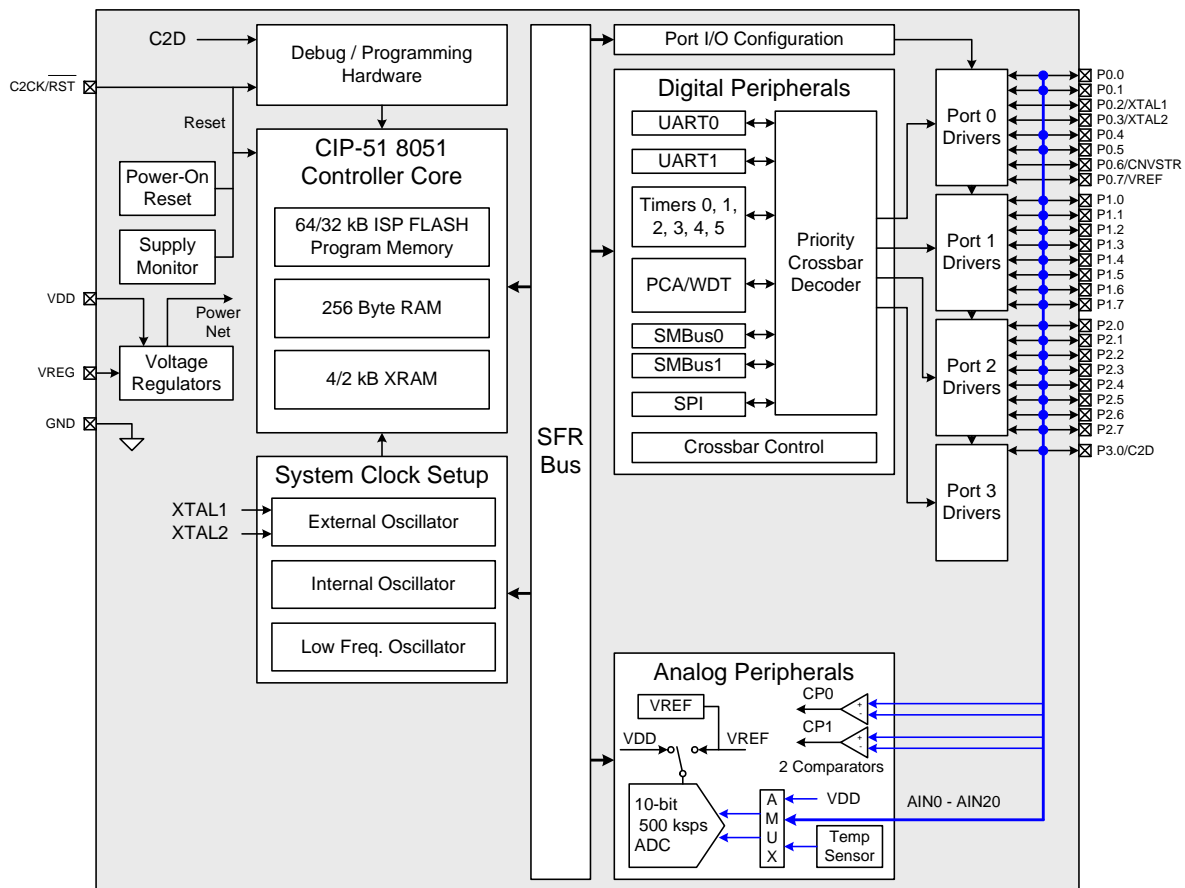 C2D
Debug / Programming
Hardware
C2CK/RST
Reset
Power-On
Reset
Supply
Monitor
VDD
Power
Net
VREG
Voltage
Regulators
GND
CIP-51 8051
Controller Core
64/32 kB ISP FLASH
Program Memory
256 Byte RAM
4/2 kB XRAM
System Clock Setup
XTAL1
XTAL2
External Oscillator
Internal Oscillator
Low Freq. Oscillator
SFR
Bus
Port I/O Configuration
Digital Peripherals
UART0
UART1
Timers 0, 1,
2, 3, 4, 5
PCA/WDT
SMBus0
SMBus1
SPI
Priority
Crossbar
Decoder
Crossbar Control
Port 0
Drivers
Port 1
Drivers
Port 2
Drivers
Port 3
Drivers
P0.0
P0.1
P0.2/XTAL1
P0.3/XTAL2
P0.4
P0.5
P0.6/CNVSTR
P0.7/VREF
P1.0
P1.1
P1.2
P1.3
P1.4
P1.5
P1.6
P1.7
P2.0
P2.1
P2.2
P2.3
P2.4
P2.5
P2.6
P2.7
P3.0/C2D
Analog Peripherals
VREF
VDD
VREF
CP0
+
-
CP1
+
-
2 Comparators
10-bit
500 ksps
ADC
A
M
U
X
VDD
Temp
Sensor
AIN0 - AIN20